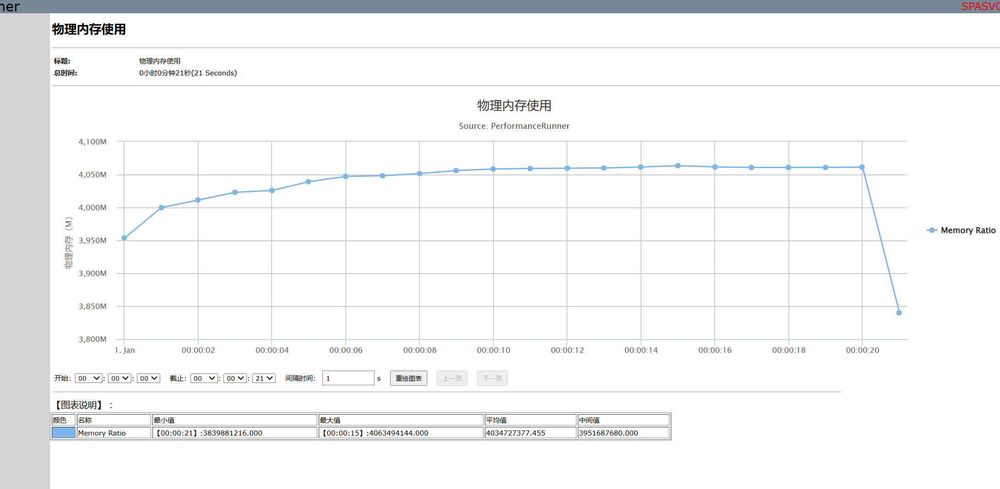 ner
SPASVC
物理内存使用
标题: 物理内存使用
总时间: 0小时0分钟21秒(21 Seconds)
物理内存使用
Source: PerformanceRunner
4,100M
4,050M
4,000M
3,950M
3,900M
3,850M
3,800M
物理内存（M）
1. Jan 00:00:02 00:00:04 00:00:06 00:00:08 00:00:10 00:00:12 00:00:14 00:00:16 00:00:18 00:00:20
Memory Ratio
开始: 00 : 00 : 00 截止: 00 : 00 : 21 间隔时间: 1 s 重绘图表 上一页 下一页
【图表说明】：
颜色 名称 最小值 最大值 平均值 中间值
Memory Ratio 【00:00:21】:3839881216.000 【00:00:15】:4063494144.000 4034727377.455 3951687680.000